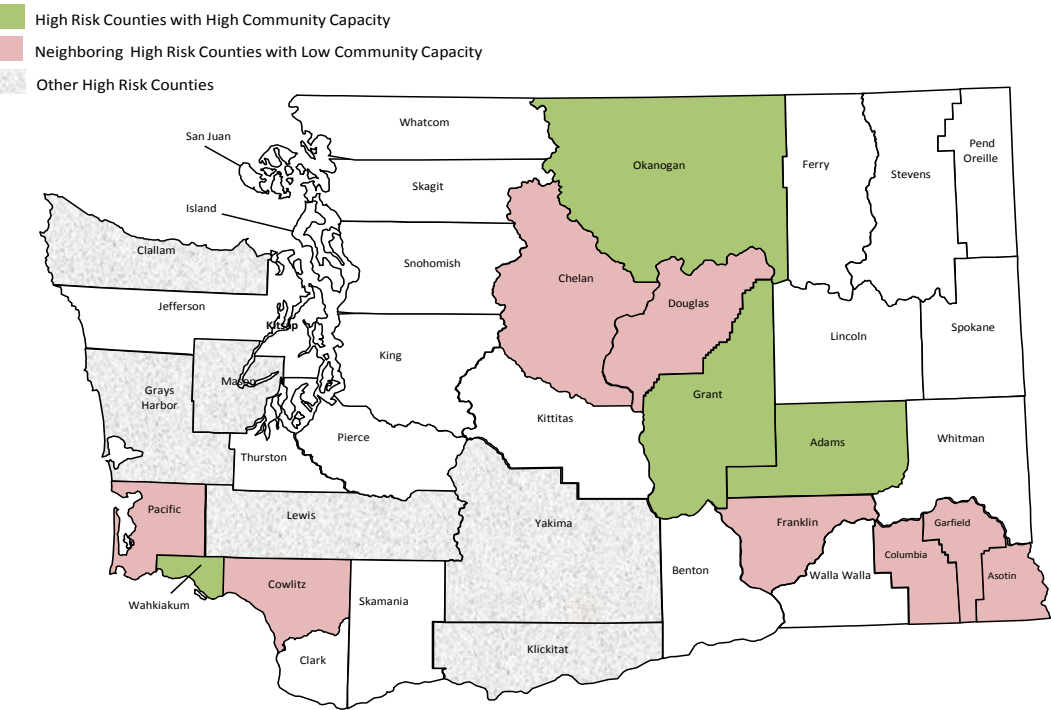 High Risk Counties with High Community Capacity
Neighboring High Risk Counties with Low Community Capacity
Other High Risk Counties
Whatcom
San Juan
Pend
Oreille
Okanogan
Ferry
Stevens
Skagit
Island
Clallam
Snohomish
Chelan
Jefferson
Douglas
Kitsap
Lincoln
Spokane
King
Mason
Grays
Harbor
Grant
Kittitas
Pierce
Adams
Whitman
Thurston
Pacific
Lewis
Yakima
Franklin
Garfield
Columbia
Benton
Walla Walla
Asotin
Cowlitz
Skamania
Wahkiakum
Klickitat
Clark